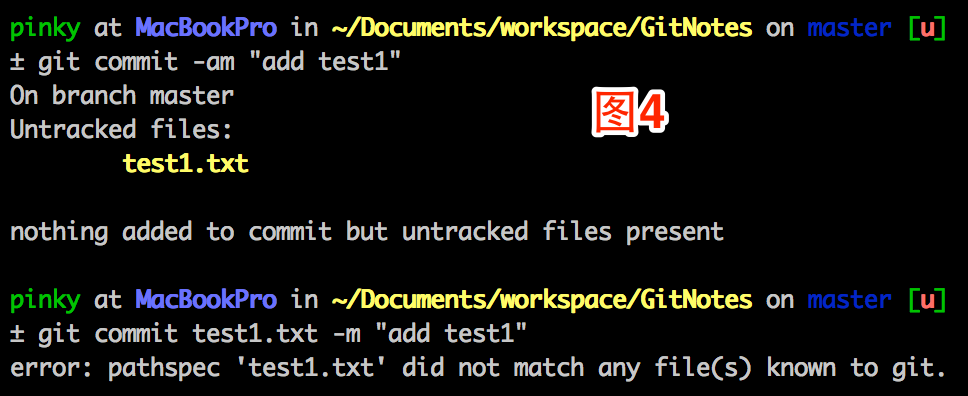 pinky at MacBookPro in ~/Documents/workspace/GitNotes on master [u]
± git commit -am "add test1"
On branch master
图4
Untracked files:
test1.txt
nothing added to commit but untracked files present
pinky at MacBookPro in ~/Documents/workspace/GitNotes on master [u]
± git commit test1.txt -m "add test1"
error: pathspec 'test1.txt' did not match any file(s) known to git.